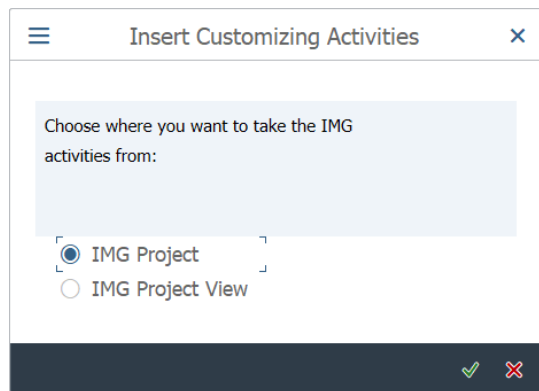 Insert Customizing Activities
Choose where you want to take the IMG
activities from:
IMG Project
IMG Project View